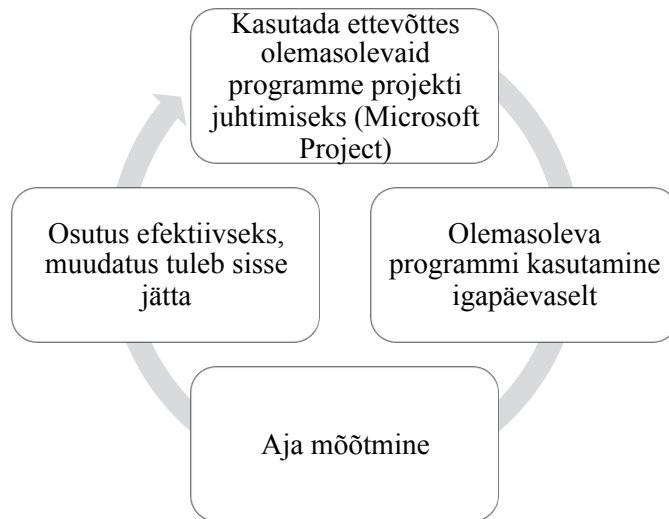 Kasutada ettevõttes
olemasolevaid
programme projekti
juhtimiseks (Microsoft
Project)
Olemasoleva
programmi kasutamine
igapäevaselt
Aja mõõtmine
Osutus efektiivseks,
muudatus tuleb sisse
jätta